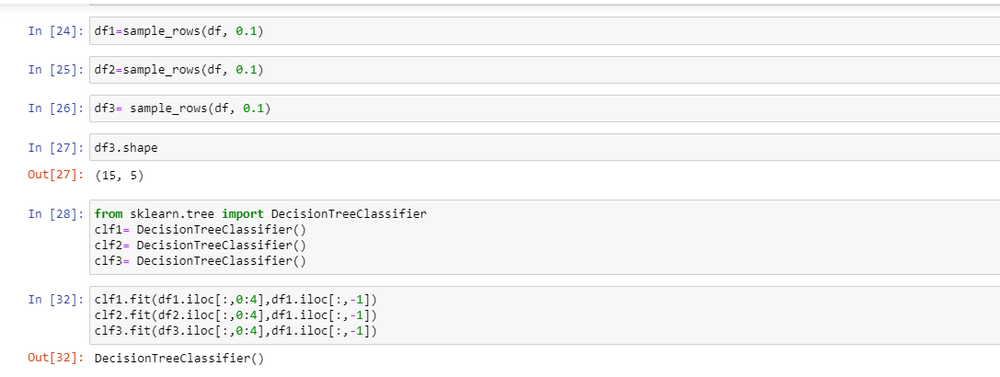 In [24]: df1=sample_rows(df, 0.1)
In [25]: df2=sample_rows(df, 0.1)
In [26]: df3= sample_rows(df, 0.1)
In [27]: df3.shape
Out[27]: (15, 5)
In [28]: from sklearn.tree import DecisionTreeClassifier
clf1= DecisionTreeClassifier()
clf2= DecisionTreeClassifier()
clf3= DecisionTreeClassifier()
In [32]: clf1.fit(df1.iloc[:,0:4],df1.iloc[:,-1])
clf2.fit(df2.iloc[:,0:4],df1.iloc[:,-1])
clf3.fit(df3.iloc[:,0:4],df1.iloc[:,-1])
Out[32]: DecisionTreeClassifier()